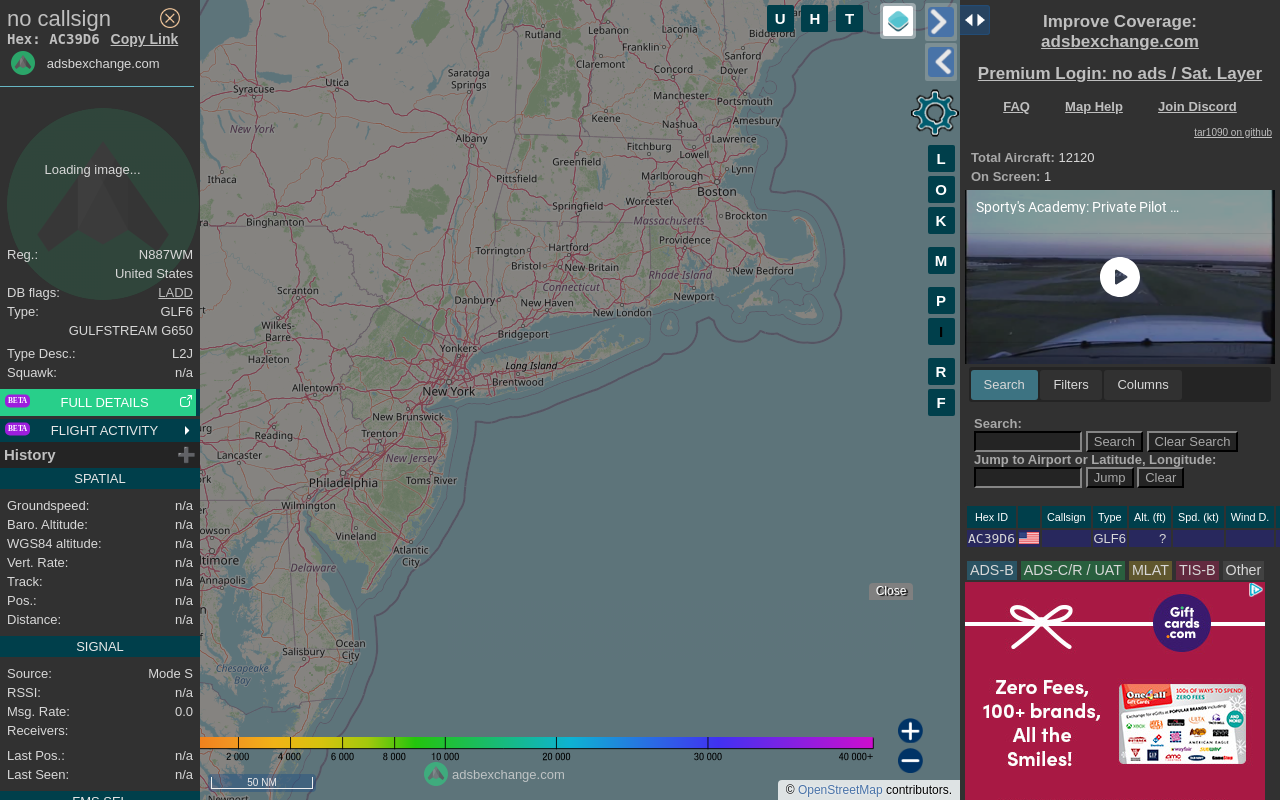 no callsign
Hex: AC39D6 Copy Link
adsbexchange.com
Loading image...
Reg.: N887WM
United States
DB flags: LADD
Type: GLF6
GULFSTREAM G650
Type Desc.: L2J
Squawk: n/a
BETA FULL DETAILS
BETA FLIGHT ACTIVITY
History
SPATIAL
Groundspeed: n/a
Baro. Altitude: n/a
WGS84 altitude: n/a
Vert. Rate: n/a
Track: n/a
Pos.: n/a
Distance: n/a
SIGNAL
Source: Mode S
RSSI: n/a
Msg. Rate: 0.0
Receivers:
Last Pos.: n/a
Last Seen: n/a
FMS SEL
U H T
L
O
K
M
P
I
R
F
Rutland
Lebanon
Laconia
Biddeford
Franklin
Claremont
Concord
Sanford
Dover
Saratoga
Springs
Utica
Syracuse
Manchester
Portsmouth
Keene
Nashua
Amesbury
New York
Albany
Fitchburg
Lawrence
Greenfield
Lowell
Ithaca
Pittsfield
Marlborough
Lynn
Boston
Worcester
Springfield
Binghamton
Massachusetts
Brockton
Providence
Torrington
Hartford
Bristol
New Britain
Rhode Island
New Bedford
Connecticut
Scranton
Danbury
New Haven
Newport
New London
Wilkes-
Barre
Bridgeport
Hazleton
Yonkers
Long Island
Allentown
New York
Brentwood
New Brunswick
Reading
Trenton
Lancaster
New Jersey
Philadelphia
Toms River
Wilmington
Vineland
Atlantic
City
Annapolis
Delaware
Salisbury
Ocean
City
Chesapeake
Bay
Newport
Close
2 000 4 000 6 000 8 000 10 000 20 000 30 000 40 000+
adsbexchange.com
50 NM
© OpenStreetMap contributors.
Improve Coverage:
adsbexchange.com
Premium Login: no ads / Sat. Layer
FAQ Map Help Join Discord
tar1090 on github
Total Aircraft: 12120
On Screen: 1
Sporty's Academy: Private Pilot ...
Search Filters Columns
Search:
Search Clear Search
Jump to Airport or Latitude, Longitude:
Jump Clear
Hex ID Callsign Type Alt. (ft) Spd. (kt) Wind D.
AC39D6 GLF6 ?
ADS-B ADS-C/R / UAT MLAT TIS-B Other
Gift
cards
.com
Zero Fees,
100+ brands,
All the
Smiles!
One4all
Gift Cards
100s OF WAYS TO SPEND!
ZERO FEES